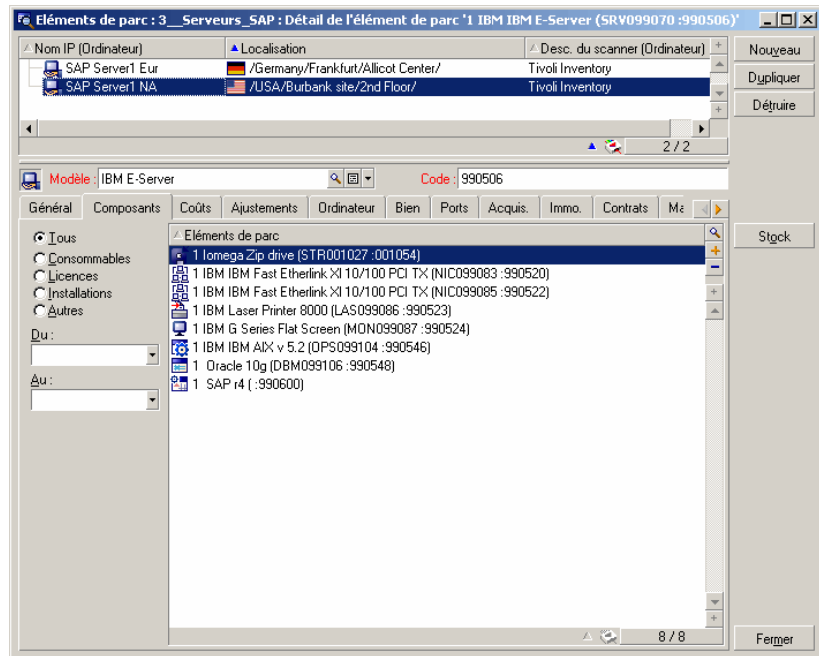 Eléments de parc : 3__Serveurs_SAP : Détail de l'élément de parc '1 IBM IBM E-Server (SRV099070 :990506)'
Nom IP (Ordinateur) Localisation Desc. du scanner (Ordinateur)
SAP Server1 Eur /Germany/Frankfurt/Allicot Center/ Tivoli Inventory
SAP Server1 NA /USA/Burbank site/2nd Floor/ Tivoli Inventory
2 / 2
Nouveau
Dupliquer
Détruire
Modèle : IBM E-Server Code : 990506
Général Composants Coûts Ajustements Ordinateur Bien Ports Acquis. Immo. Contrats Ma
Tous
Consommables
Licences
Installations
Autres
Du :
Au :
Eléments de parc
1 Iomega Zip drive (STR001027 :001054)
1 IBM IBM Fast Etherlink XI 10/100 PCI TX (NIC099083 :990520)
1 IBM IBM Fast Etherlink XI 10/100 PCI TX (NIC099085 :990522)
1 IBM Laser Printer 8000 (LAS099086 :990523)
1 IBM G Series Flat Screen (MON099087 :990524)
1 IBM IBM AIX v 5.2 (OPS099104 :990546)
1 Oracle 10g (DBM099106 :990548)
1 SAP r4 ( :990600)
8 / 8
Stock
Fermer